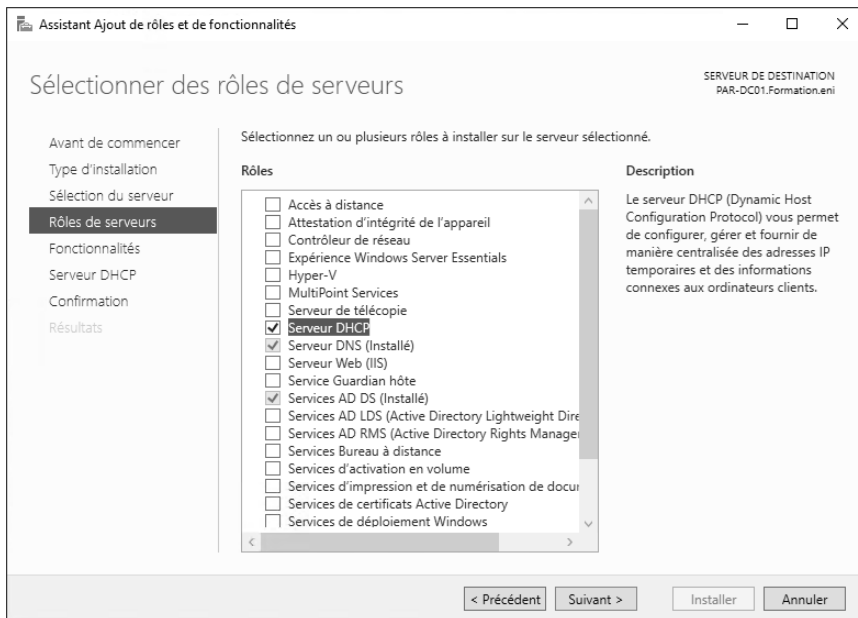 Assistant Ajout de rôles et de fonctionnalités
Sélectionner des rôles de serveurs
SERVEUR DE DESTINATION
PAR-DC01.Formation.eni
Avant de commencer
Type d'installation
Sélection du serveur
Rôles de serveurs
Fonctionnalités
Serveur DHCP
Confirmation
Résultats
Sélectionnez un ou plusieurs rôles à installer sur le serveur sélectionné.
Rôles
Accès à distance
Attestation d'intégrité de l'appareil
Contrôleur de réseau
Expérience Windows Server Essentials
Hyper-V
MultiPoint Services
Serveur de télécopie
Serveur DHCP
Serveur DNS (Installé)
Serveur Web (IIS)
Service Guardian hôte
Services AD DS (Installé)
Services AD LDS (Active Directory Lightweight Dire
Services AD RMS (Active Directory Rights Manager
Services Bureau à distance
Services d'activation en volume
Services d'impression et de numérisation de docur
Services de certificats Active Directory
Services de déploiement Windows
Description
Le serveur DHCP (Dynamic Host
Configuration Protocol) vous permet
de configurer, gérer et fournir de
manière centralisée des adresses IP
temporaires et des informations
connexes aux ordinateurs clients.
< Précédent
Suivant >
Installer
Annuler